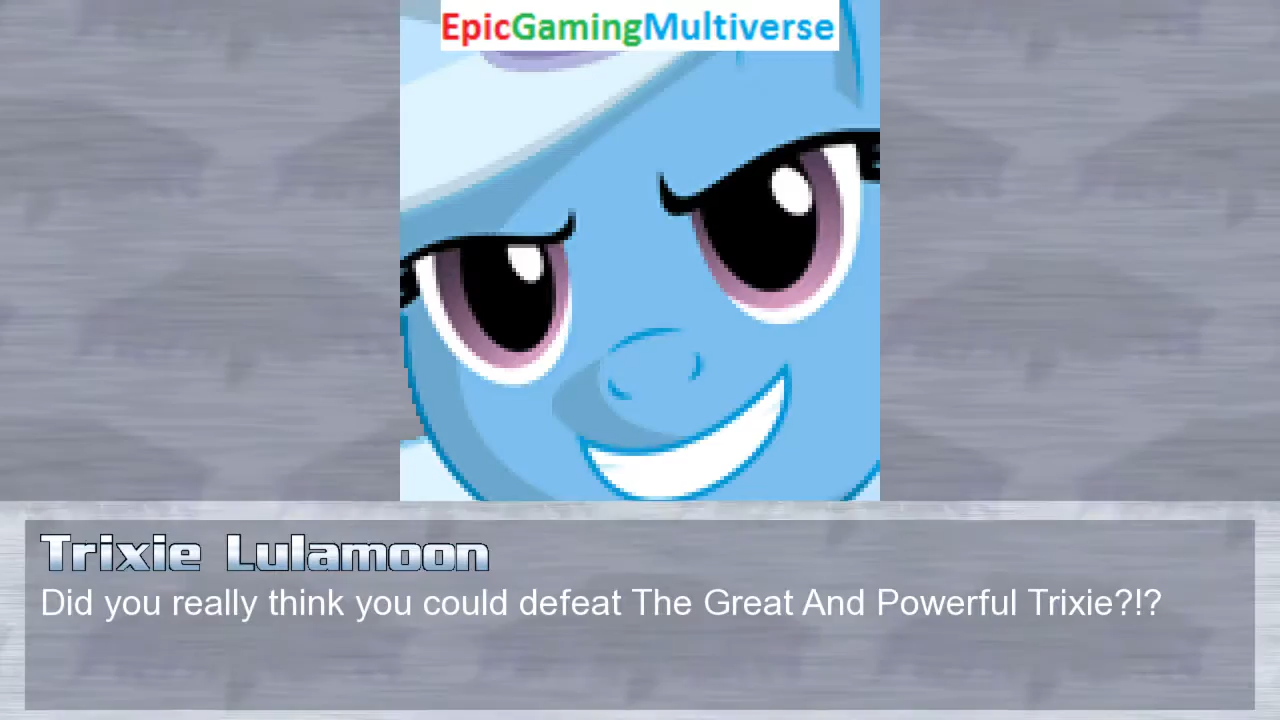 EpicGamingMultiverse
Trixie Lulamoon
Did you really think you could defeat The Great And Powerful Trixie?!?